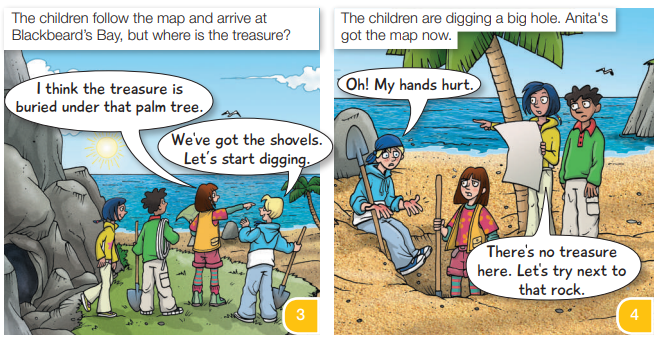 The children follow the map and arrive at
Blackbeard's Bay, but where is the treasure?
I think the treasure is
buried under that palm tree.
We've got the shovels.
Let's start digging.
3
The children are digging a big hole. Anita's
got the map now.
Oh! My hands hurt.
There's no treasure
here. Let's try next to
that rock.
4